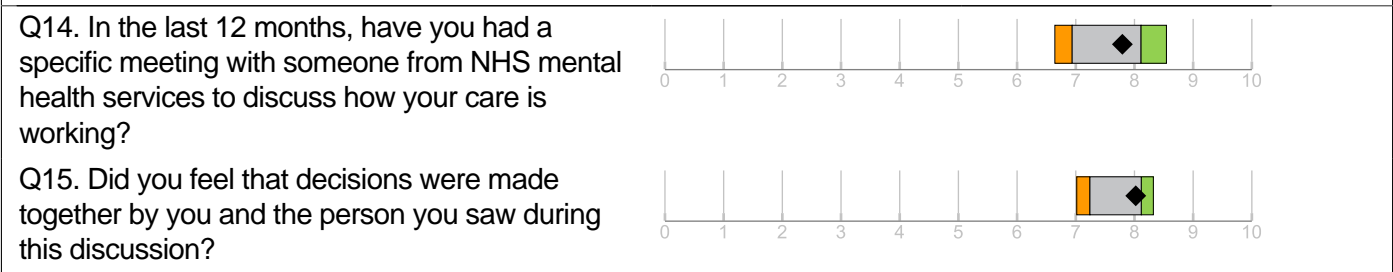 Q14. In the last 12 months, have you had a
specific meeting with someone from NHS mental
health services to discuss how your care is
working?
0 1 2 3 4 5 6 7 8 9 10
Q15. Did you feel that decisions were made
together by you and the person you saw during
this discussion?
0 1 2 3 4 5 6 7 8 9 10